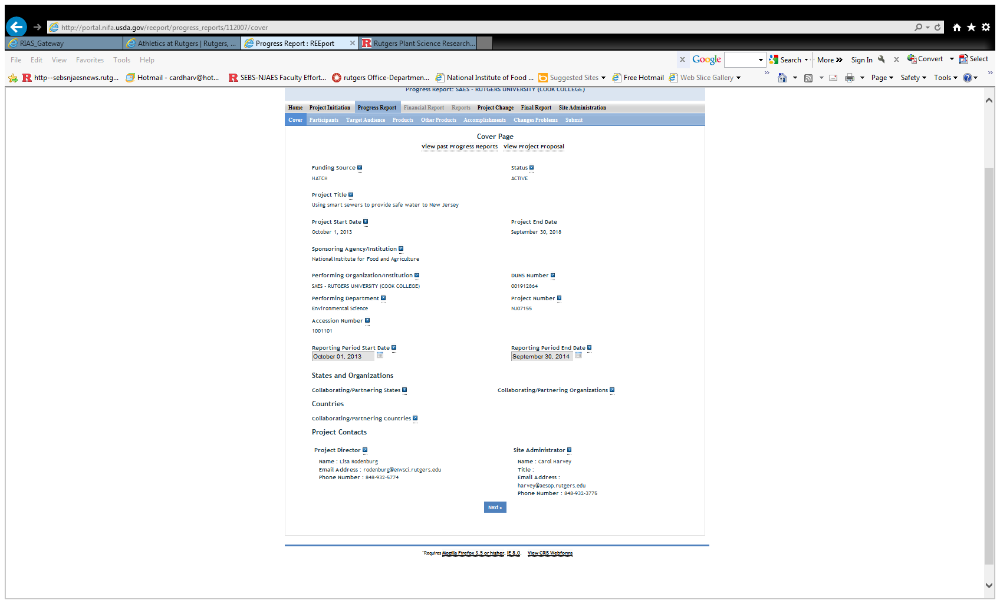 http://portal.nifa.usda.gov/reeport/progress_reports/112007/cover
RIAS_Gateway
Athletics at Rutgers | Rutgers, ...
Progress Report : REEport
Rutgers Plant Science Research...
File Edit View Favorites Tools Help
x Google Search More » Sign In x Convert Select
http--sebsnjaesnews.rutg... Hotmail - cardharv@hot... SEBS-NJAES Faculty Effort... rutgers Office-Departmen... National Institute of Food ... Suggested Sites Free Hotmail Web Slice Gallery » Page Safety Tools »
Progress Report: SAES - RUTGERS UNIVERSITY (COOK COLLEGE)
Home Project Initiation Progress Report Financial Report Reports Project Change Final Report Site Administration
Cover Participants Target Audience Products Other Products Accomplishments Changes Problems Submit
Cover Page
View past Progress Reports View Project Proposal
Funding Source ? Status ?
HATCH ACTIVE
Project Title ?
Using smart sewers to provide safe water to New Jersey
Project Start Date ? Project End Date
October 1, 2013 September 30, 2018
Sponsoring Agency/Institution ?
National Institute for Food and Agriculture
Performing Organization/Institution ? DUNS Number ?
SAES - RUTGERS UNIVERSITY (COOK COLLEGE) 001912864
Performing Department ? Project Number ?
Environmental Science NJ07155
Accession Number ?
1001101
Reporting Period Start Date ? Reporting Period End Date ?
October 01, 2013 September 30, 2014
States and Organizations
Collaborating/Partnering States ? Collaborating/Partnering Organizations ?
Countries
Collaborating/Partnering Countries ?
Project Contacts
Project Director ? Site Administrator ?
Name : Lisa Rodenburg Name : Carol Harvey
Email Address : rodenburg@envsci.rutgers.edu Title :
Phone Number : 848-932-5774 Email Address :
harvey@aesop.rutgers.edu
Phone Number : 848-932-3775
Next »
*Requires Mozilla Firefox 3.5 or higher, IE 8.0. View CRIS Webforms